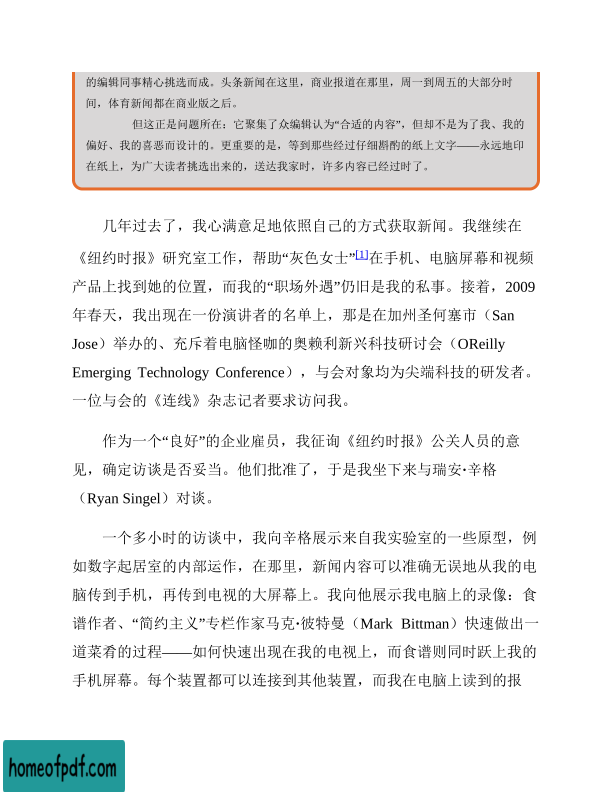 的编辑同事精心挑选而成。头条新闻在这里，商业报道在那里，周一到周五的大部分时
间，体育新闻都在商业版之后。
但这正是问题所在：它聚集了众编辑认为“合适的内容”，但却不是为了我、我的
偏好、我的喜恶而设计的。更重要的是，等到那些经过仔细斟酌的纸上文字——永远地印
在纸上，为广大读者挑选出来的，送达我家时，许多内容已经过时了。
几年过去了，我心满意足地依照自己的方式获取新闻。我继续在
《纽约时报》研究室工作，帮助“灰色女士”[1]在手机、电脑屏幕和视频
产品上找到她的位置，而我的“职场外遇”仍旧是我的私事。接着，2009
年春天，我出现在一份演讲者的名单上，那是在加州圣何塞市（San
Jose）举办的、充斥着电脑怪咖的奥赖利新兴科技研讨会（OReilly
Emerging Technology Conference），与会对象均为尖端科技的研发者。
一位与会的《连线》杂志记者要求访问我。
作为一个“良好”的企业雇员，我征询《纽约时报》公关人员的意
见，确定访谈是否妥当。他们批准了，于是我坐下来与瑞安·辛格
（Ryan Singel）对谈。
一个多小时的访谈中，我向辛格展示来自我实验室的一些原型，例
如数字起居室的内部运作，在那里，新闻内容可以准确无误地从我的电
脑传到手机，再传到电视的大屏幕上。我向他展示我电脑上的录像：食
谱作者、“简约主义”专栏作家马克·彼特曼（Mark Bittman）快速做出一
道菜肴的过程——如何快速出现在我的电视上，而食谱则同时跃上我的
手机屏幕。每个装置都可以连接到其他装置，而我在电脑上读到的报
homeofpdf.com